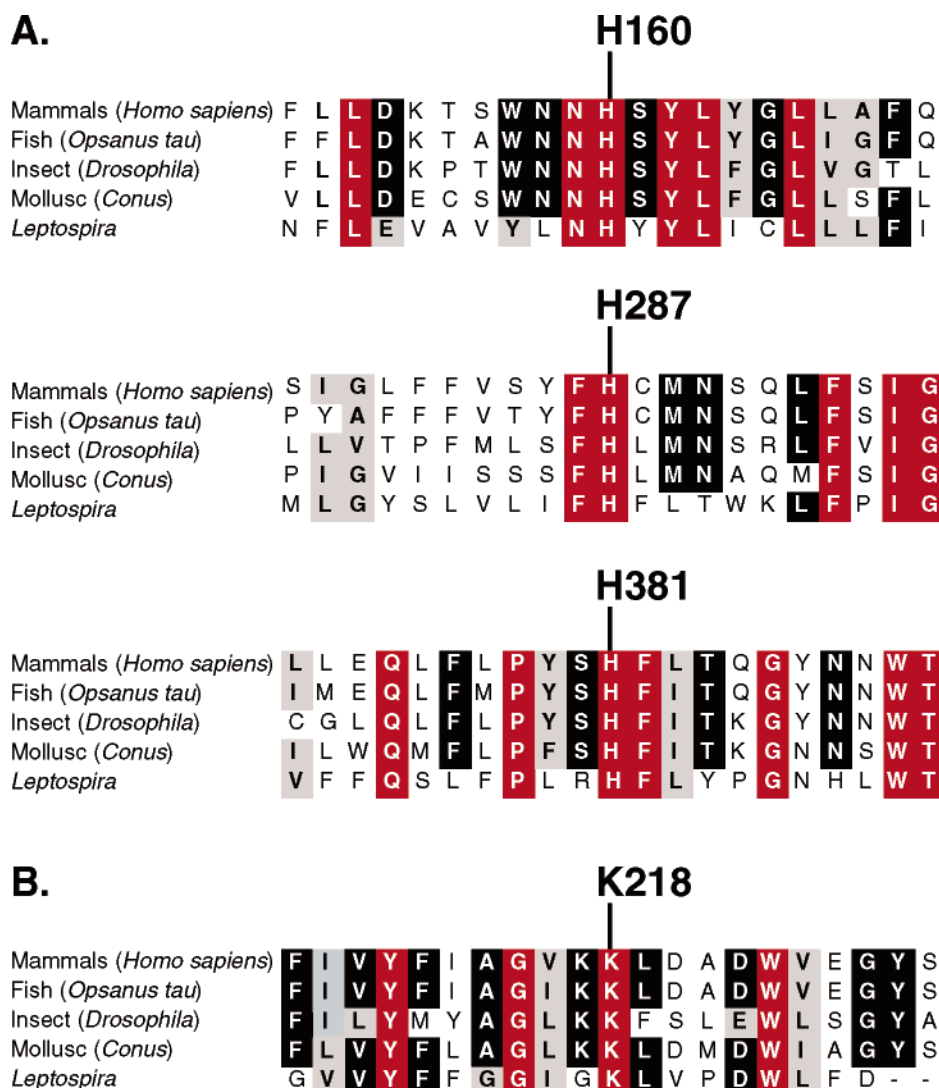 A.
H160
Mammals (Homo sapiens) F L L D K T S W N N H S Y L Y G L L A F Q
Fish (Opsanus tau) F F L D K T A W N N H S Y L Y G L I G F Q
Insect (Drosophila) F L L D K P T W N N H S Y L F G L V G T L
Mollusc (Conus) V L L D E C S W N N H S Y L F G L L S F L
Leptospira N F L E V A V Y L N H Y Y L I C L L L F I
H287
Mammals (Homo sapiens) S I G L F F V S Y F H C M N S Q L F S I G
Fish (Opsanus tau) P Y A F F F V T Y F H C M N S Q L F S I G
Insect (Drosophila) L L V T P F M L S F H L M N S R L F V I G
Mollusc (Conus) P I G V I I S S S F H L M N A Q M F S I G
Leptospira M L G Y S L V L I F H F L T W K L F P I G
H381
Mammals (Homo sapiens) L L E Q L F L P Y S H F L T Q G Y N N W T
Fish (Opsanus tau) I M E Q L F M P Y S H F I T Q G Y N N W T
Insect (Drosophila) C G L Q L F L P Y S H F I T K G Y N N W T
Mollusc (Conus) I L W Q M F L P F S H F I T K G N N S W T
Leptospira V F F Q S L F P L R H F L Y P G N H L W T
B.
K218
Mammals (Homo sapiens) F I V Y F I A G V K K L D A D W V E G Y S
Fish (Opsanus tau) F I V Y F I A G I K K L D A D W V E G Y S
Insect (Drosophila) F I L Y M Y A G L K K F S L E W L S G Y A
Mollusc (Conus) F L V Y F L A G L K K L D M D W I A G Y S
Leptospira G V V Y F F G G I G K L V P D W L F D - -